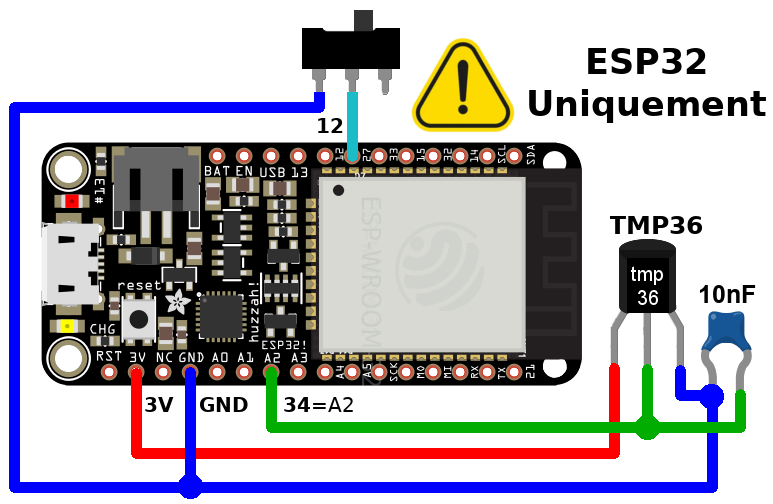 ESP32
Uniquement
12
BAT EN USB 13 12 27 33 15 32 14 SCL SDA
#13
TMP36
tmp
36
10nF
ESP-WROOM-32
reset
huzzah!
ESP32!
CHG
RST 3V NC GND A0 A1 A2 A3 A4 A5 SCK MO MI RX TX 21
3V GND 34=A2